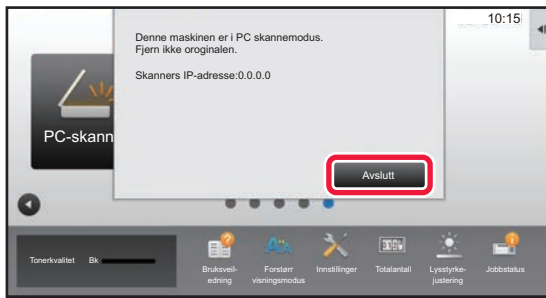 10:15
Denne maskinen er i PC skannemodus.
Fjern ikke oroginalen.
Skanners IP-adresse:0.0.0.0
PC-skann
Avslutt
Tonerkvalitet Bk
Bruksveil-
edning
Forstørr
visningsmodus
Innstillinger
Totalantall
Lysstyrke-
justering
Jobbstatus